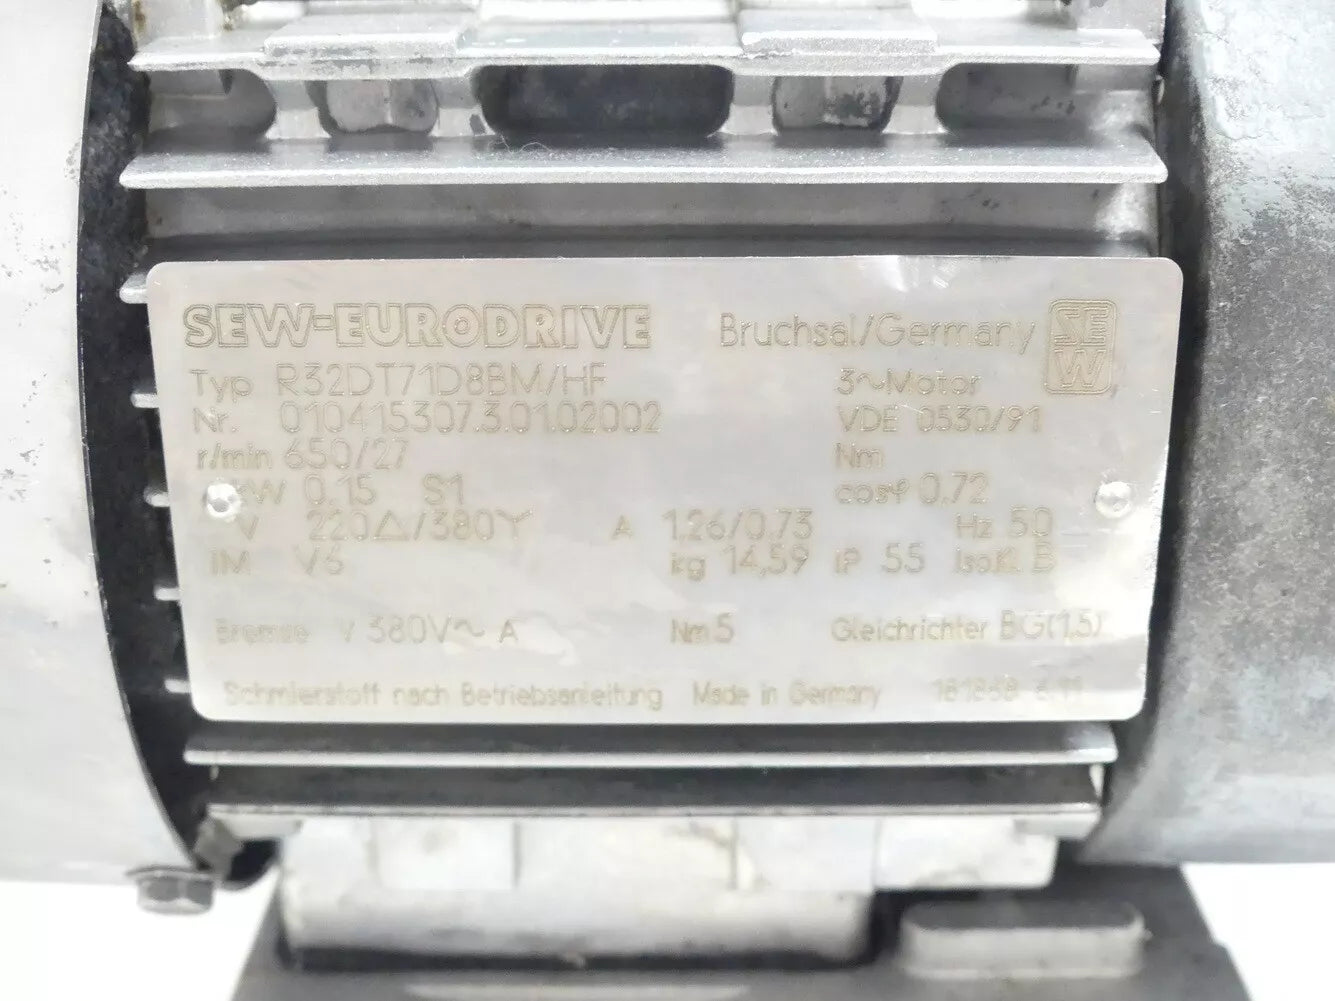 SEW-EURODRIVE Bruchsal/Germany SEW
Typ R32DT71D8BM/HF 3~Motor
Nr. 010415307.3.01.02002 VDE 0530/91
r/min 650/27 Nm
kW 0.15 S1 cosφ 0.72
V 220△/380Y A 1.26/0.73 Hz 50
IM V6 kg 14,59 IP 55 Iso.Kl. B
Bremse V 380V~ A Nm 5 Gleichrichter BG(1,5)
Schmierstoff nach Betriebsanleitung Made in Germany